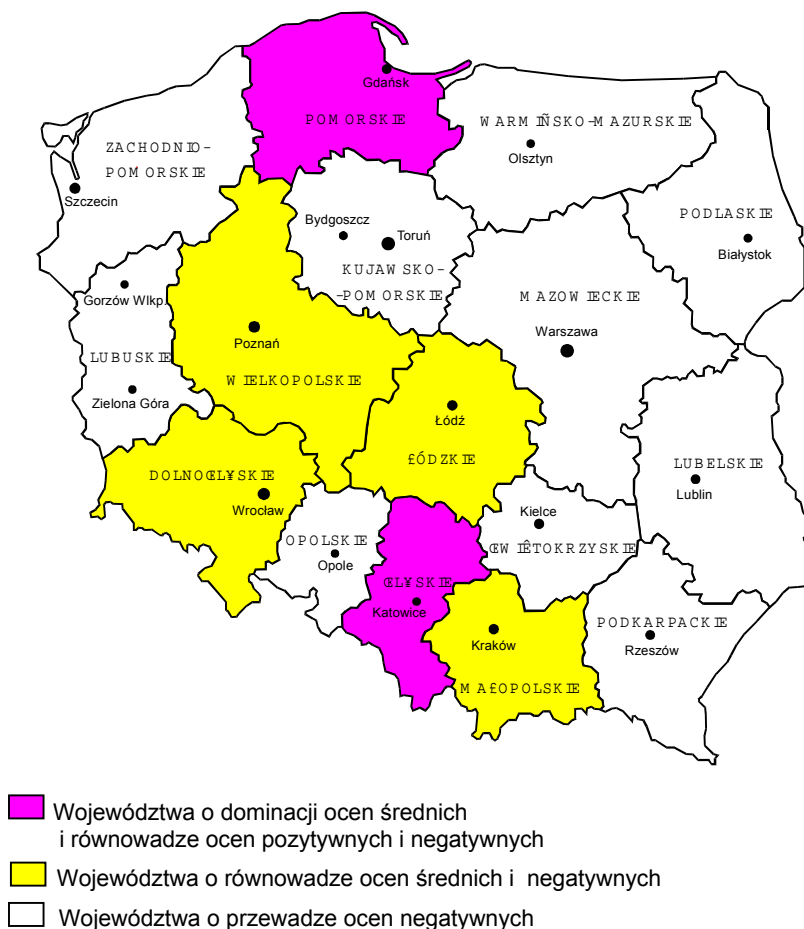 Gdańsk
POMORSKIE
WARMIÑSKO-MAZURSKIE
Olsztyn
ZACHODNIO-
POMORSKIE
Szczecin
Bydgoszcz
Toruń
KUJAWSKO-
-POMORSKIE
PODLASKIE
Białystok
Gorzów Wlkp.
MAZOWIECKIE
Warszawa
Poznań
LUBUSKIE
WIELKOPOLSKIE
Zielona Góra
Łódź
£ÓDZKIE
DOLNOŒL¥SKIE
Wrocław
LUBELSKIE
Lublin
OPOLSKIE
Opole
Kielce
ŒWIÊTOKRZYSKIE
ŒL¥SKIE
Katowice
Kraków
MA£OPOLSKIE
PODKARPACKIE
Rzeszów
Województwa o dominacji ocen średnich
i równowadze ocen pozytywnych i negatywnych
Województwa o równowadze ocen średnich i negatywnych
Województwa o przewadze ocen negatywnych